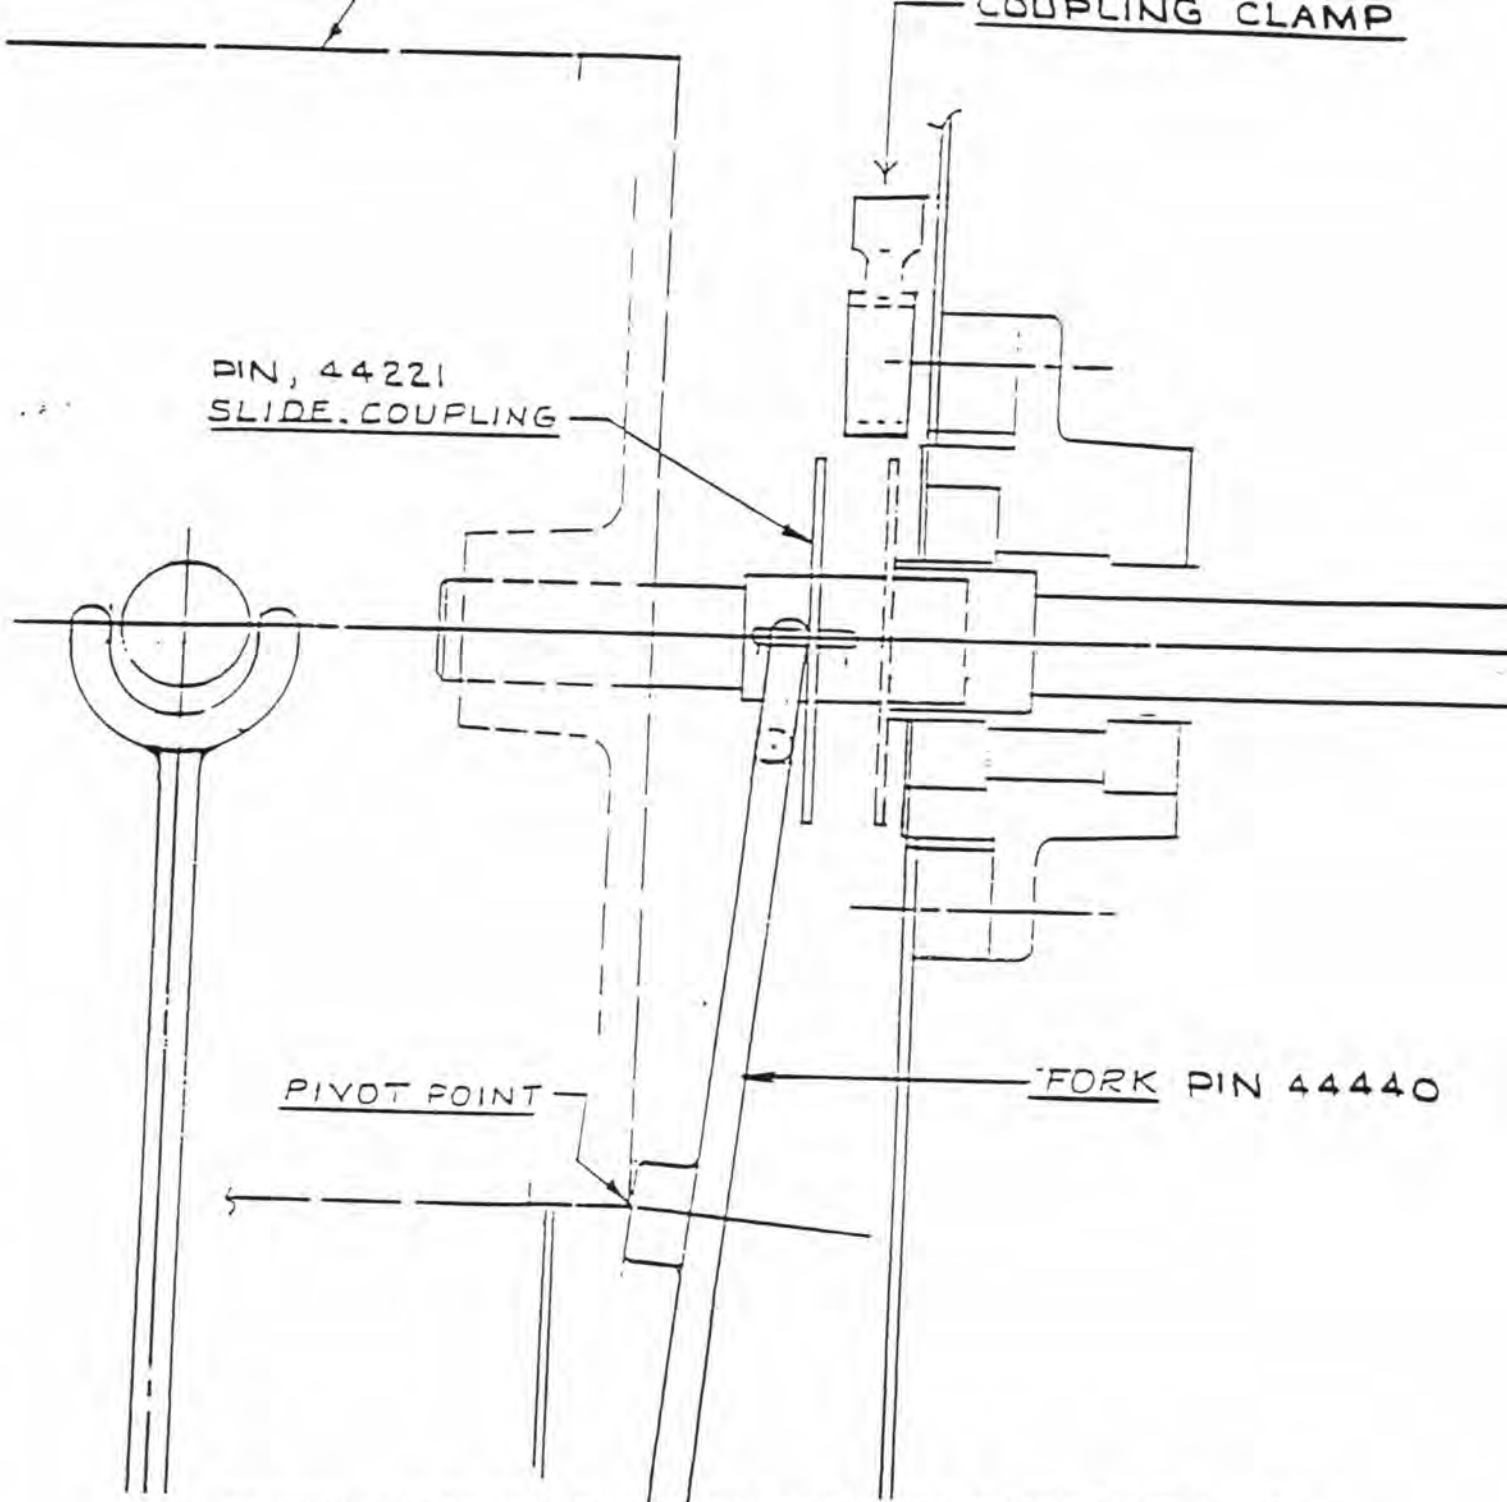 COUPLING CLAMP
PIN, 44221
SLIDE. COUPLING
PIVOT POINT
FORK PIN 44440